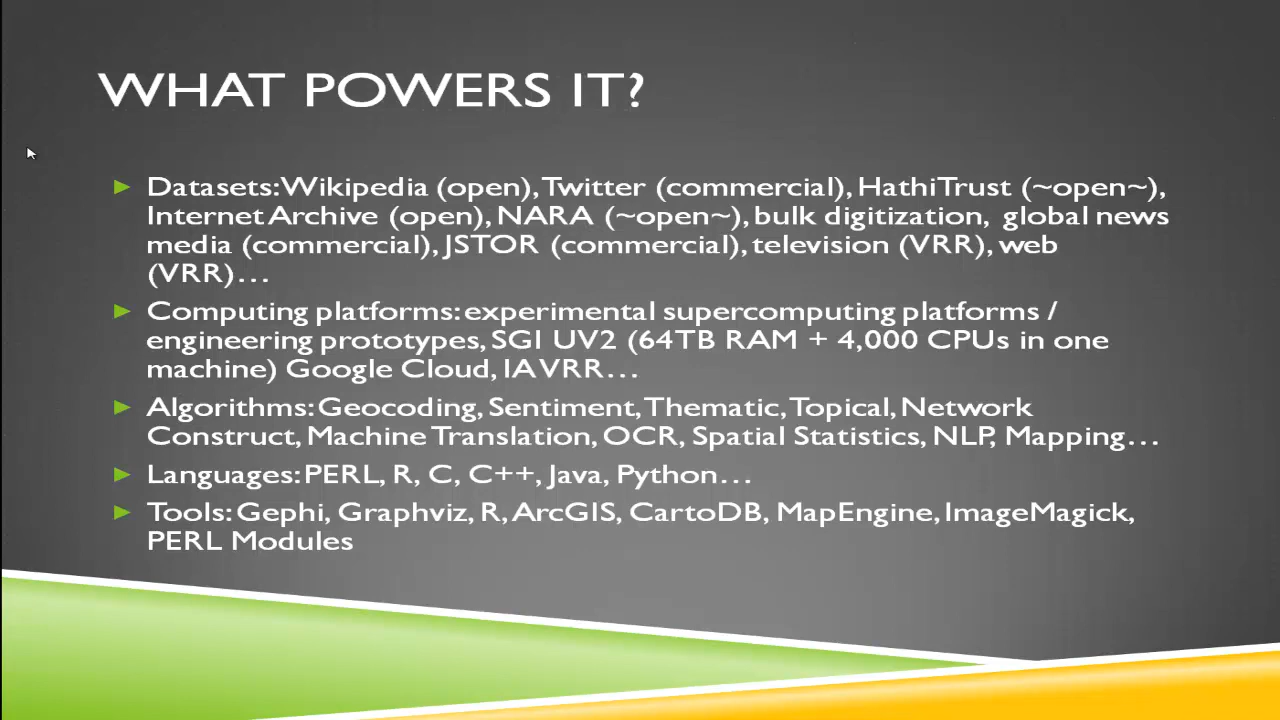 WHAT POWERS IT?
Datasets: Wikipedia (open), Twitter (commercial), HathiTrust (~open~),
Internet Archive (open), NARA (~open~), bulk digitization, global news
media (commercial), JSTOR (commercial), television (VRR), web
(VRR)…
Computing platforms: experimental supercomputing platforms /
engineering prototypes, SGI UV2 (64TB RAM + 4,000 CPUs in one
machine) Google Cloud, IA VRR…
Algorithms: Geocoding, Sentiment, Thematic, Topical, Network
Construct, Machine Translation, OCR, Spatial Statistics, NLP, Mapping…
Languages: PERL, R, C, C++, Java, Python…
Tools: Gephi, Graphviz, R, ArcGIS, CartoDB, MapEngine, ImageMagick,
PERL Modules